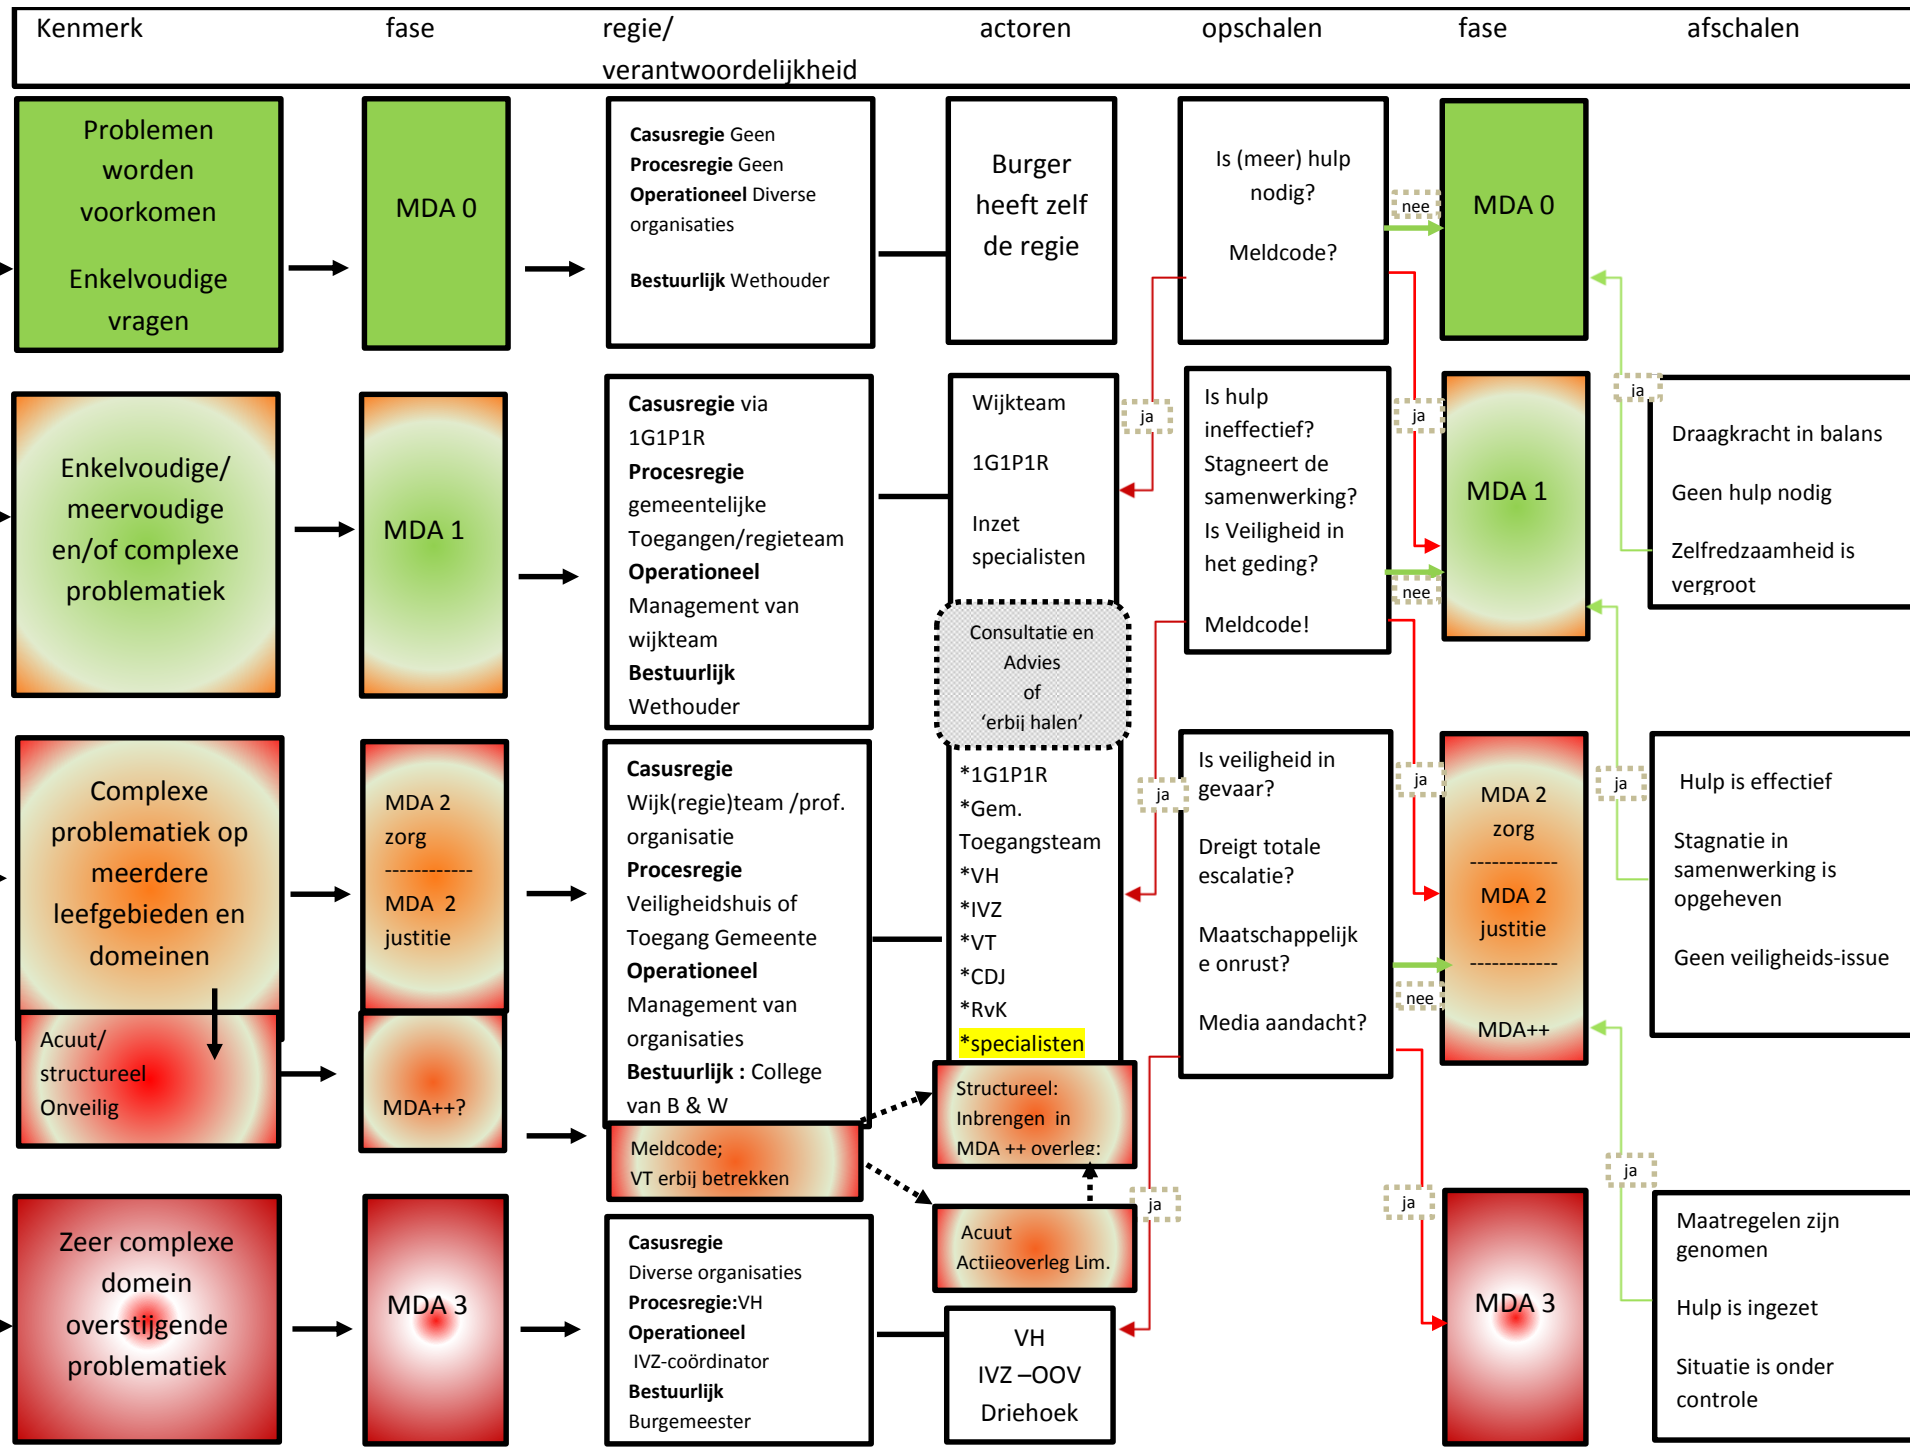 Kenmerk fase regie/ actoren opschalen fase afschalen
verantwoordelijkheid
Problemen
worden
voorkomen
Enkelvoudige
vragen
MDA 0
Casusregie Geen
Procesregie Geen
Operationeel Diverse
organisaties
Bestuurlijk Wethouder
Burger
heeft zelf
de regie
Is (meer) hulp
nodig?
Meldcode?
nee
MDA 0
Enkelvoudige/
meervoudige
en/of complexe
problematiek
MDA 1
Casusregie via
1G1P1R
Procesregie
gemeentelijke
Toegangen/regieteam
Operationeel
Management van
wijkteam
Bestuurlijk
Wethouder
Wijkteam
1G1P1R
Inzet
specialisten
Consultatie en
Advies
of
‘erbij halen’
ja
Is hulp
ineffectief?
Stagneert de
samenwerking?
Is Veiligheid in
het geding?
Meldcode!
ja
nee
MDA 1
ja
Draagkracht in balans
Geen hulp nodig
Zelfredzaamheid is
vergroot
Complexe
problematiek op
meerdere
leefgebieden en
domeinen
MDA 2
zorg
------------
MDA 2
justitie
Casusregie
Wijk(regie)team /prof.
organisatie
Procesregie
Veiligheidshuis of
Toegang Gemeente
Operationeel
Management van
organisaties
Bestuurlijk : College
van B & W
*1G1P1R
*Gem.
Toegangsteam
*VH
*IVZ
*VT
*CDJ
*RvK
*specialisten
ja
Is veiligheid in
gevaar?
Dreigt totale
escalatie?
Maatschappelijk
e onrust?
Media aandacht?
ja
nee
MDA 2
zorg
------------
MDA 2
justitie
------------
MDA++
ja
Hulp is effectief
Stagnatie in
samenwerking is
opgeheven
Geen veiligheids-issue
Acuut/
structureel
Onveilig
MDA++?
Meldcode;
VT erbij betrekken
Structureel:
Inbrengen in
MDA ++ overleg:
Acuut
Actiieoverleg Lim.
Zeer complexe
domein
overstijgende
problematiek
MDA 3
Casusregie
Diverse organisaties
Procesregie:VH
Operationeel
IVZ-coördinator
Bestuurlijk
Burgemeester
VH
IVZ –OOV
Driehoek
ja
ja
MDA 3
ja
Maatregelen zijn
genomen
Hulp is ingezet
Situatie is onder
controle